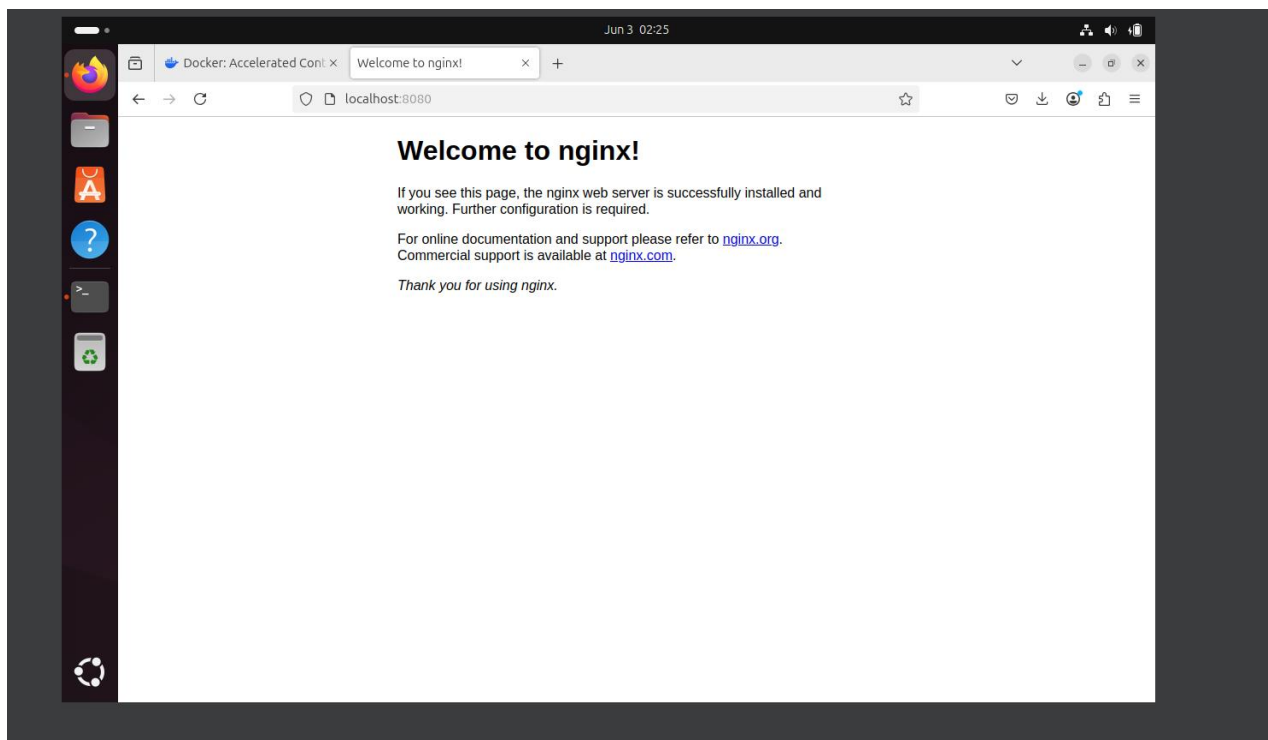 Jun 3 02:25
Docker: Accelerated Cont
Welcome to nginx!
localhost:8080
Welcome to nginx!
If you see this page, the nginx web server is successfully installed and
working. Further configuration is required.
For online documentation and support please refer to nginx.org.
Commercial support is available at nginx.com.
Thank you for using nginx.